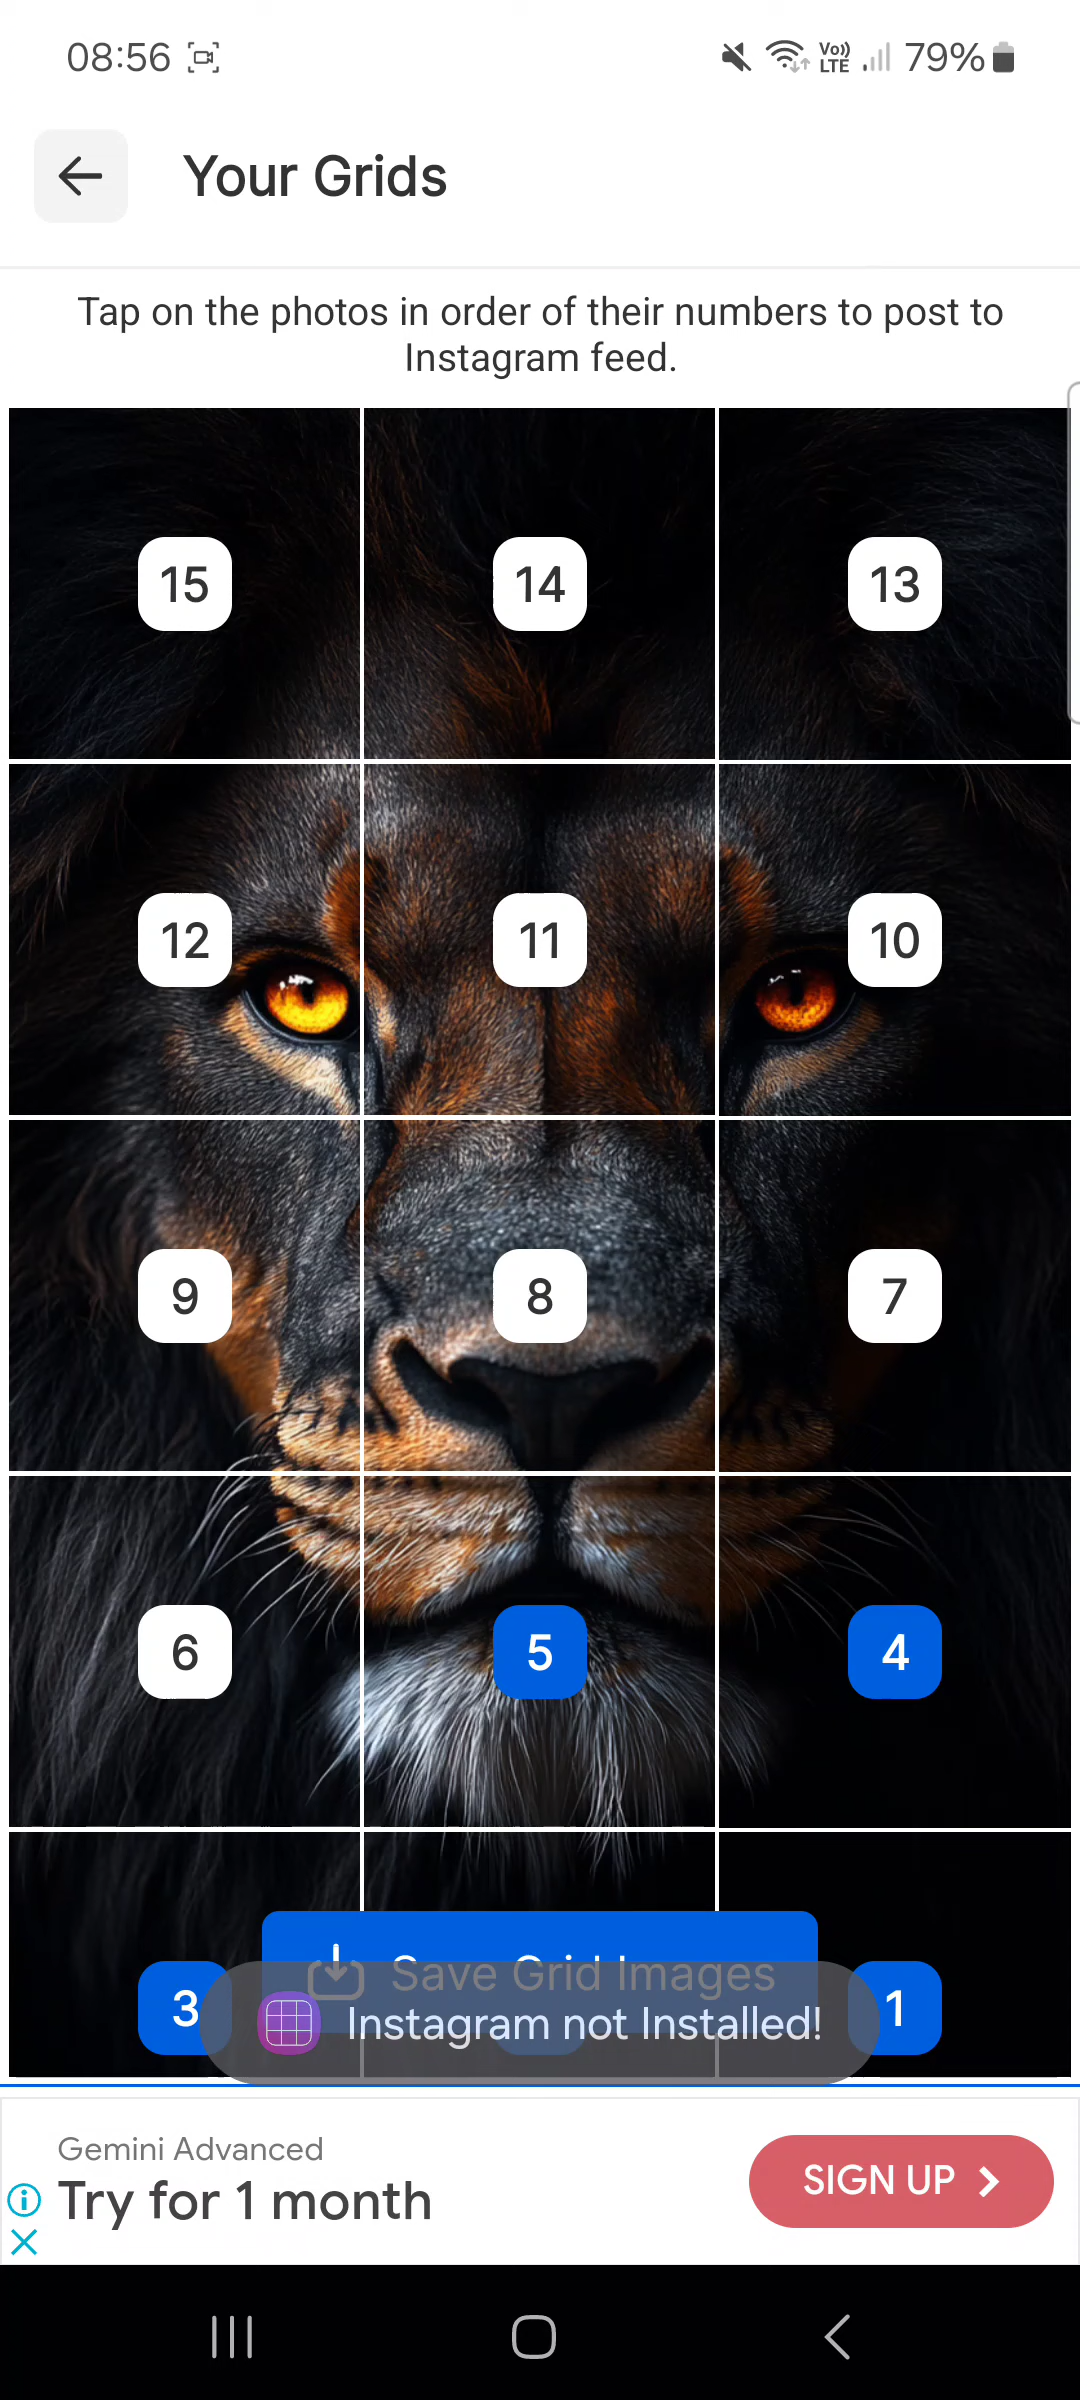 08:56
Vo)) LTE 79%
Your Grids
Tap on the photos in order of their numbers to post to
Instagram feed.
15 14 13
12 11 10
9 8 7
6 5 4
Save Grid Images
3 1
Instagram not Installed!
Gemini Advanced
Try for 1 month
SIGN UP